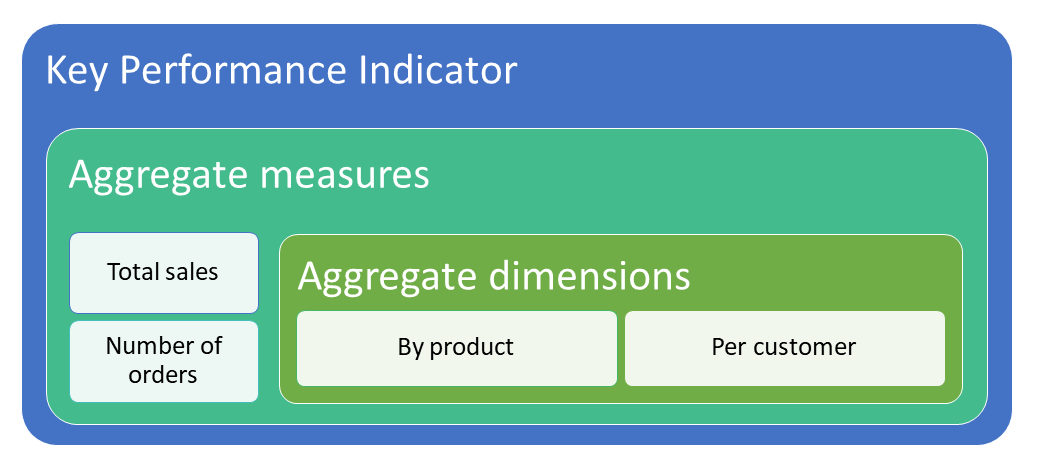 Key Performance Indicator
Aggregate measures
Total sales
Number of
orders
Aggregate dimensions
By product
Per customer